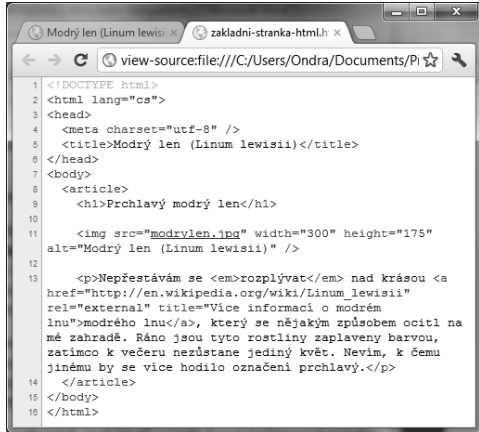 Modrý len (Linum lewisi
zakladni-stranka-html.h
view-source:file:///C:/Users/Ondra/Documents/Pi
1 <!DOCTYPE html>
2 <html lang="cs">
3 <head>
4 <meta charset="utf-8" />
5 <title>Modrý len (Linum lewisii)</title>
6 </head>
7 <body>
8 <article>
9 <h1>Prchlavý modrý len</h1>
10
11 <img src="modrylen.jpg" width="300" height="175"
alt="Modrý len (Linum lewisii)" />
12
13 <p>Nepřestávám se <em>rozplývat</em> nad krásou <a
href="http://en.wikipedia.org/wiki/Linum_lewisii"
rel="external" title="Více informací o modrém
lnu">modrého lnu</a>, který se nějakým způsobem ocitl na
mé zahradě. Ráno jsou tyto rostliny zaplaveny barvou,
zatímco k večeru nezůstane jediný květ. Nevím, k čemu
jinému by se více hodilo označení prchlavý.</p>
14 </article>
15 </body>
16 </html>